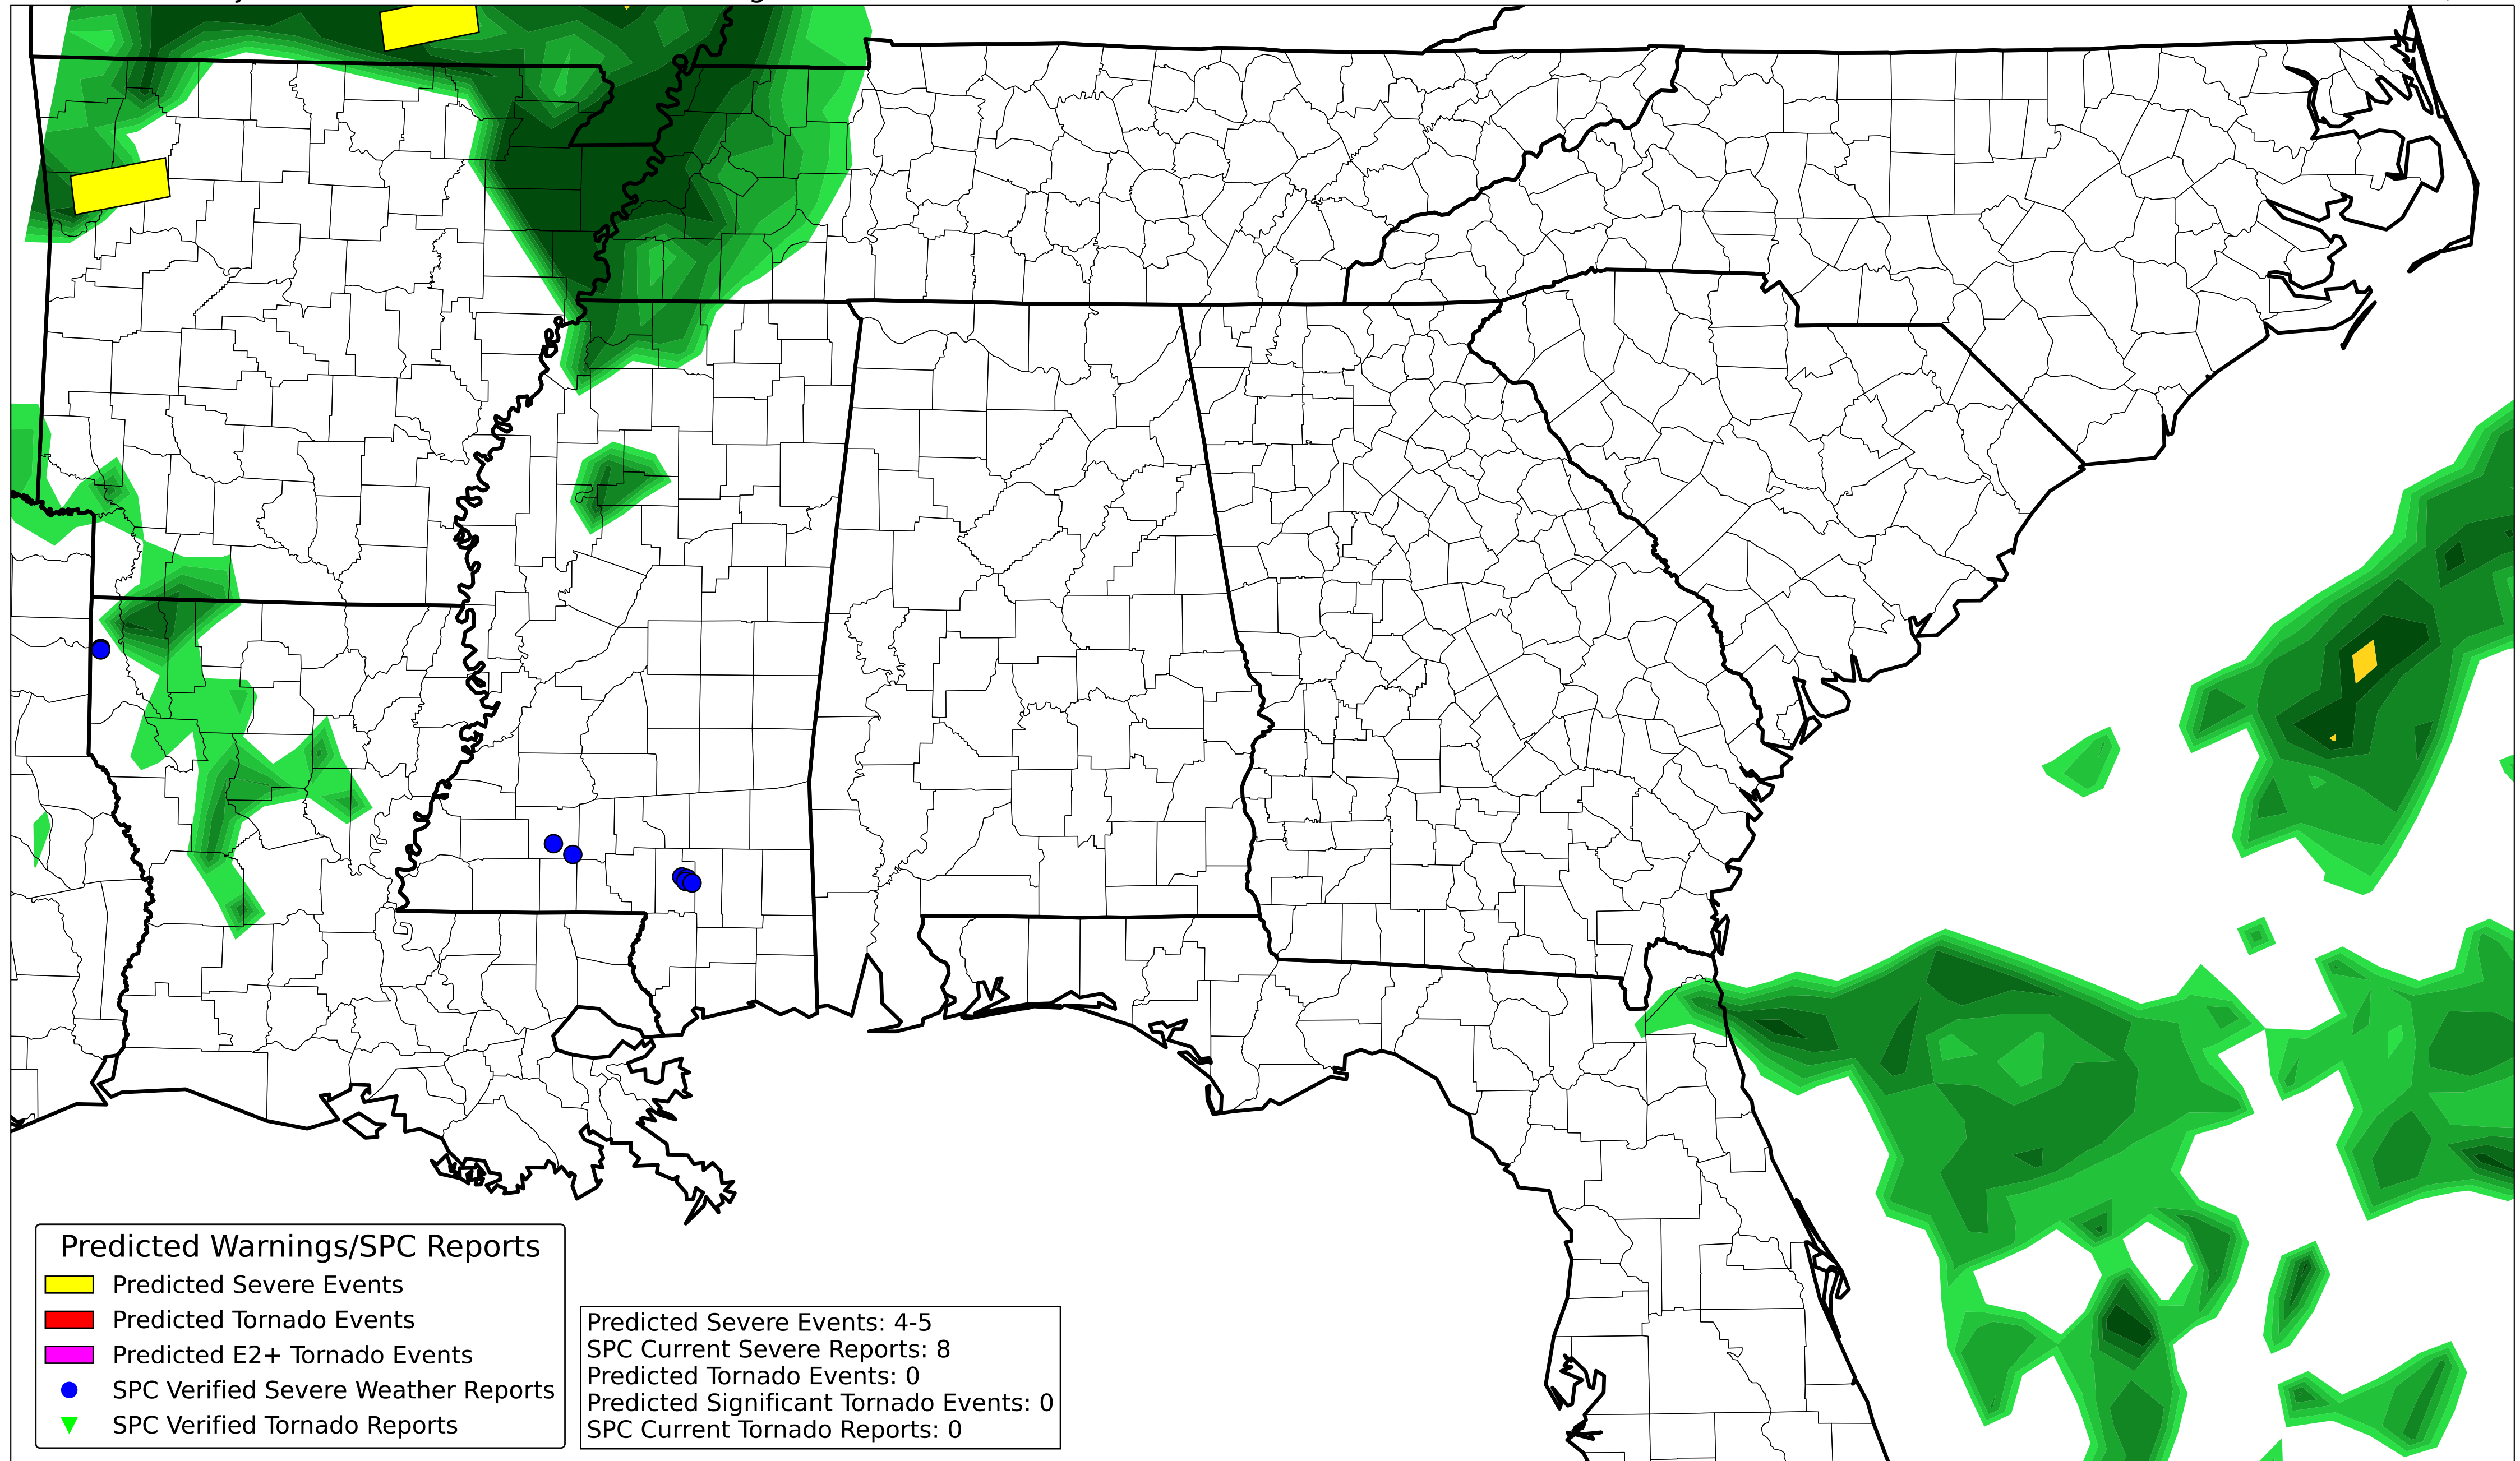 Predicted Warnings/SPC Reports
Predicted Severe Events
Predicted Tornado Events
Predicted E2+ Tornado Events
SPC Verified Severe Weather Reports
SPC Verified Tornado Reports
Predicted Severe Events: 4-5
SPC Current Severe Reports: 8
Predicted Tornado Events: 0
Predicted Significant Tornado Events: 0
SPC Current Tornado Reports: 0